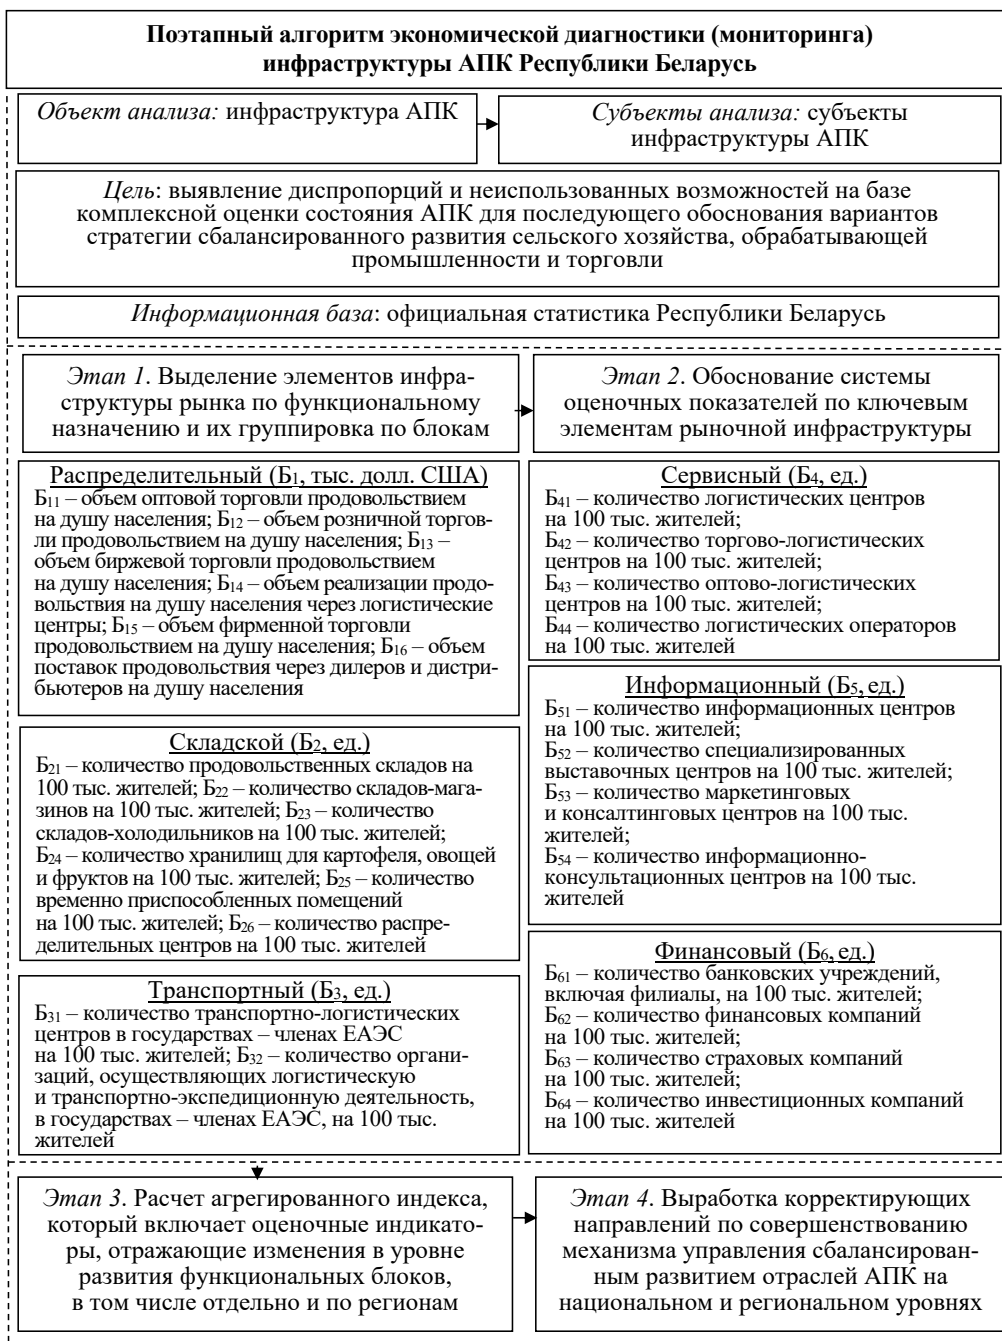 Поэтапный алгоритм экономической диагностики (мониторинга)
инфраструктуры АПК Республики Беларусь
Объект анализа: инфраструктура АПК
Субъекты анализа: субъекты
инфраструктуры АПК
Цель: выявление диспропорций и неиспользованных возможностей на базе
комплексной оценки состояния АПК для последующего обоснования вариантов
стратегии сбалансированного развития сельского хозяйства, обрабатывающей
промышленности и торговли
Информационная база: официальная статистика Республики Беларусь
Этап 1. Выделение элементов инфра-
структуры рынка по функциональному
назначению и их группировка по блокам
Этап 2. Обоснование системы
оценочных показателей по ключевым
элементам рыночной инфраструктуры
Распределительный (Б1, тыс. долл. США)
Б11 – объем оптовой торговли продовольствием
на душу населения; Б12 – объем розничной торгов-
ли продовольствием на душу населения; Б13 –
объем биржевой торговли продовольствием
на душу населения; Б14 – объем реализации продо-
вольствия на душу населения через логистические
центры; Б15 – объем фирменной торговли
продовольствием на душу населения; Б16 – объем
поставок продовольствия через дилеров и дистри-
бьютеров на душу населения
Складской (Б2, ед.)
Б21 – количество продовольственных складов на
100 тыс. жителей; Б22 – количество складов-мага-
зинов на 100 тыс. жителей; Б23 – количество
складов-холодильников на 100 тыс. жителей;
Б24 – количество хранилищ для картофеля, овощей
и фруктов на 100 тыс. жителей; Б25 – количество
временно приспособленных помещений
на 100 тыс. жителей; Б26 – количество распре-
делительных центров на 100 тыс. жителей
Транспортный (Б3, ед.)
Б31 – количество транспортно-логистических
центров в государствах – членах ЕАЭС
на 100 тыс. жителей; Б32 – количество органи-
заций, осуществляющих логистическую
и транспортно-экспедиционную деятельность,
в государствах – членах ЕАЭС, на 100 тыс.
жителей
Сервисный (Б4, ед.)
Б41 – количество логистических центров
на 100 тыс. жителей;
Б42 – количество торгово-логистических
центров на 100 тыс. жителей;
Б43 – количество оптово-логистических
центров на 100 тыс. жителей;
Б44 – количество логистических операторов
на 100 тыс. жителей
Информационный (Б5, ед.)
Б51 – количество информационных центров
на 100 тыс. жителей;
Б52 – количество специализированных
выставочных центров на 100 тыс. жителей;
Б53 – количество маркетинговых
и консалтинговых центров на 100 тыс.
жителей;
Б54 – количество информационно-
консультационных центров на 100 тыс.
жителей
Финансовый (Б6, ед.)
Б61 – количество банковских учреждений,
включая филиалы, на 100 тыс. жителей;
Б62 – количество финансовых компаний
на 100 тыс. жителей;
Б63 – количество страховых компаний
на 100 тыс. жителей;
Б64 – количество инвестиционных компаний
на 100 тыс. жителей
Этап 3. Расчет агрегированного индекса,
который включает оценочные индикато-
ры, отражающие изменения в уровне
развития функциональных блоков,
в том числе отдельно и по регионам
Этап 4. Выработка корректирующих
направлений по совершенствованию
механизма управления сбалансирован-
ным развитием отраслей АПК на
национальном и региональном уровнях